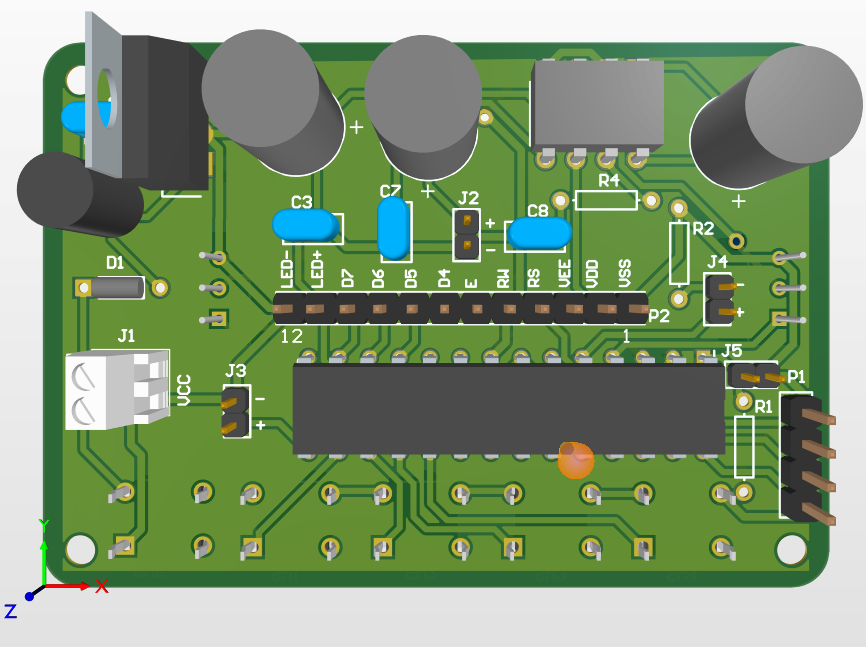 +
+
+
C3
C7
J2
+
-
C8
R4
R2
D1
LED-
LED+
D7
D6
D5
D4
E
RW
RS
VEE
VDD
VSS
P2
12
1
J4
-
+
J1
VCC
J3
-
+
J5
P1
R1
Y
X
Z